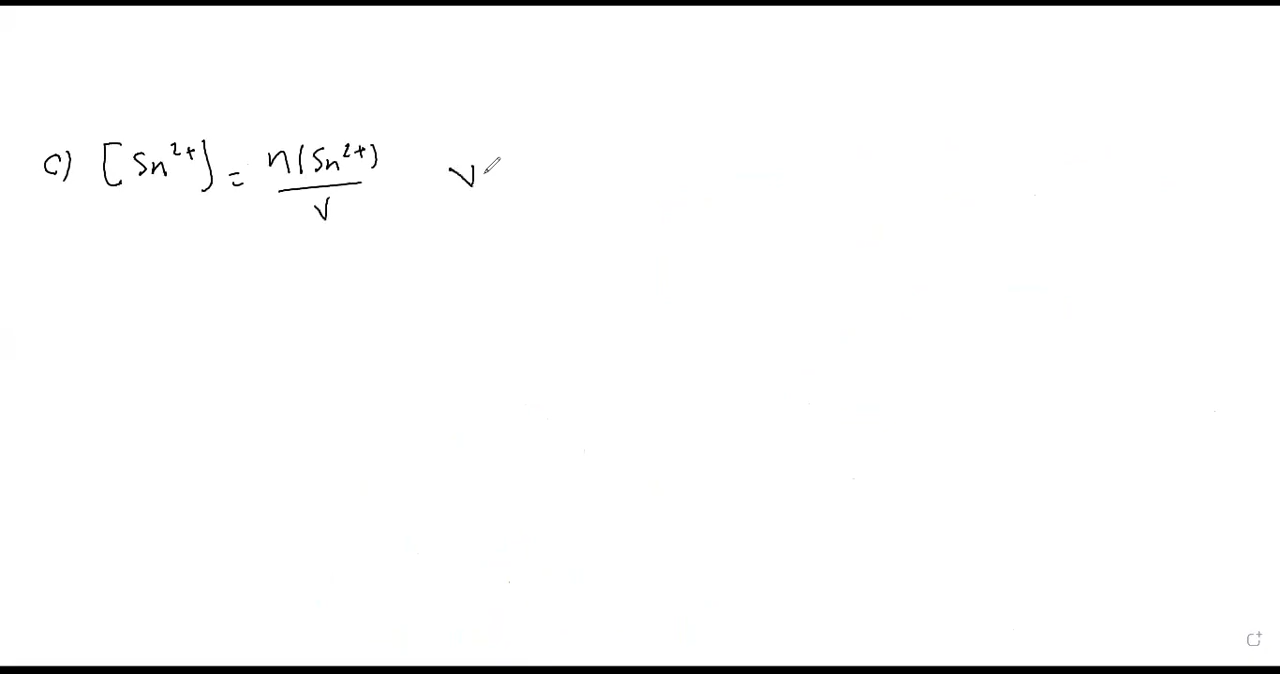 c) [Sn²⁺] = n(Sn²⁺)/V V